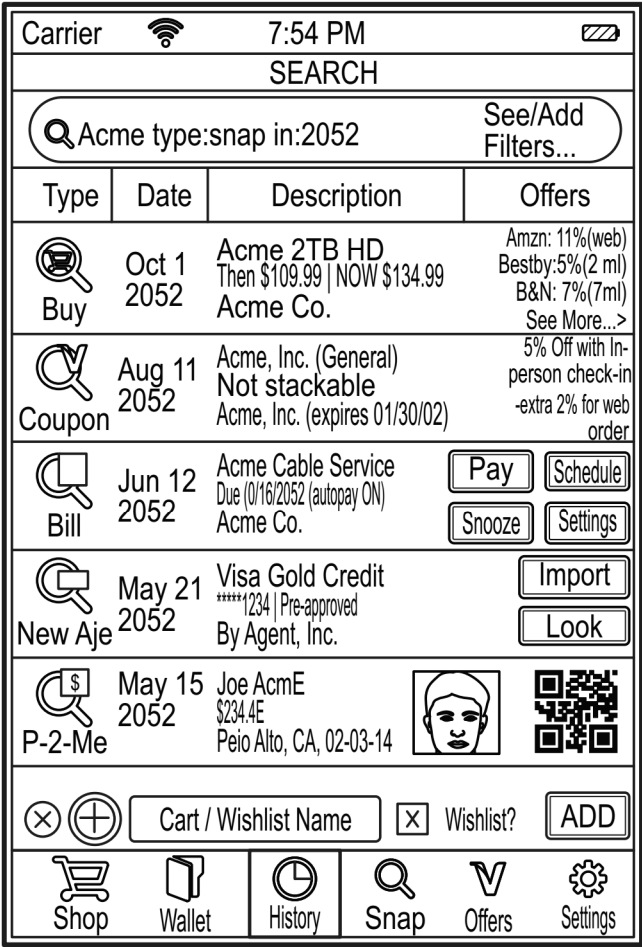 Carrier 7:54 PM
SEARCH
Acme type:snap in:2052
See/Add
Filters...
Type Date Description Offers
Buy
Oct 1
2052
Acme 2TB HD
Then $109.99 | NOW $134.99
Acme Co.
Amzn: 11%(web)
Bestby:5%(2 ml)
B&N: 7%(7ml)
See More...>
Coupon
Aug 11
2052
Acme, Inc. (General)
Not stackable
Acme, Inc. (expires 01/30/02)
5% Off with In-
person check-in
-extra 2% for web
order
Bill
Jun 12
2052
Acme Cable Service
Due (0/16/2052 (autopay ON)
Acme Co.
Pay Schedule
Snooze Settings
New Aje
May 21
2052
Visa Gold Credit
*****1234 | Pre-approved
By Agent, Inc.
Import
Look
$
P-2-Me
May 15
2052
Joe AcmE
$234.4E
Peio Alto, CA, 02-03-14
Cart / Wishlist Name X Wishlist? ADD
Shop Wallet History Snap Offers Settings